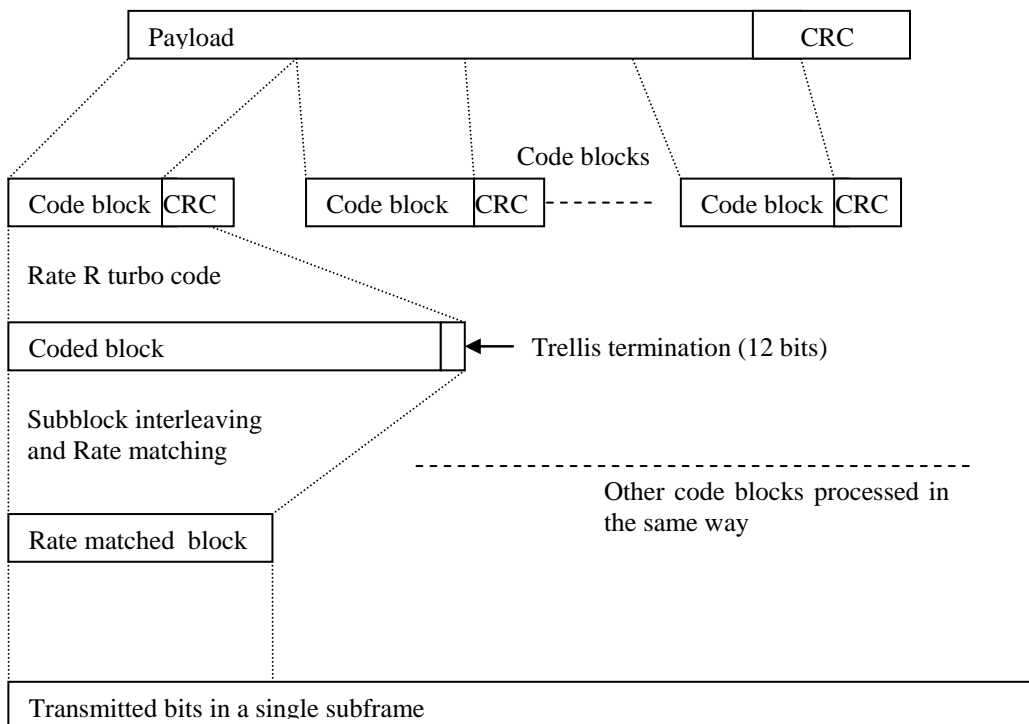 Payload CRC
Code blocks
Code block CRC Code block CRC Code block CRC
Rate R turbo code
Coded block
Trellis termination (12 bits)
Subblock interleaving
and Rate matching
Other code blocks processed in
the same way
Rate matched block
Transmitted bits in a single subframe